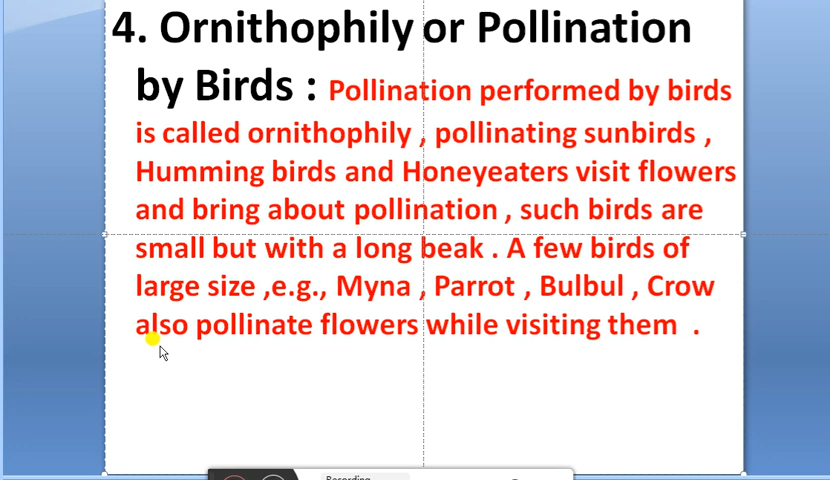 4. Ornithophily or Pollination
by Birds : Pollination performed by birds
is called ornithophily , pollinating sunbirds ,
Humming birds and Honeyeaters visit flowers
and bring about pollination , such birds are
small but with a long beak . A few birds of
large size ,e.g., Myna , Parrot , Bulbul , Crow
also pollinate flowers while visiting them .
Recording